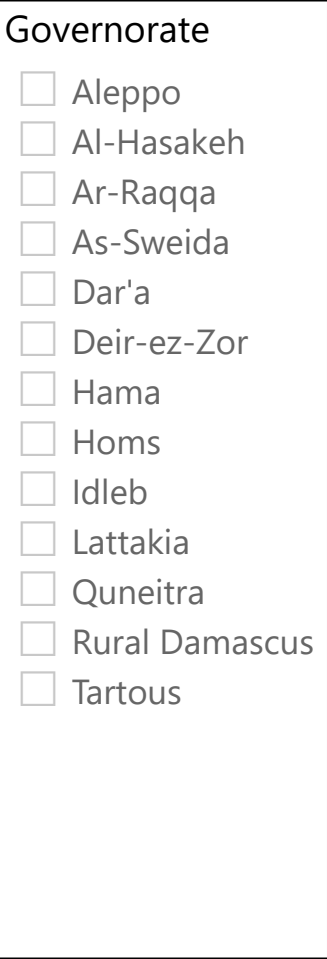 Governorate
Aleppo
Al-Hasakeh
Ar-Raqqa
As-Sweida
Dar'a
Deir-ez-Zor
Hama
Homs
Idleb
Lattakia
Quneitra
Rural Damascus
Tartous